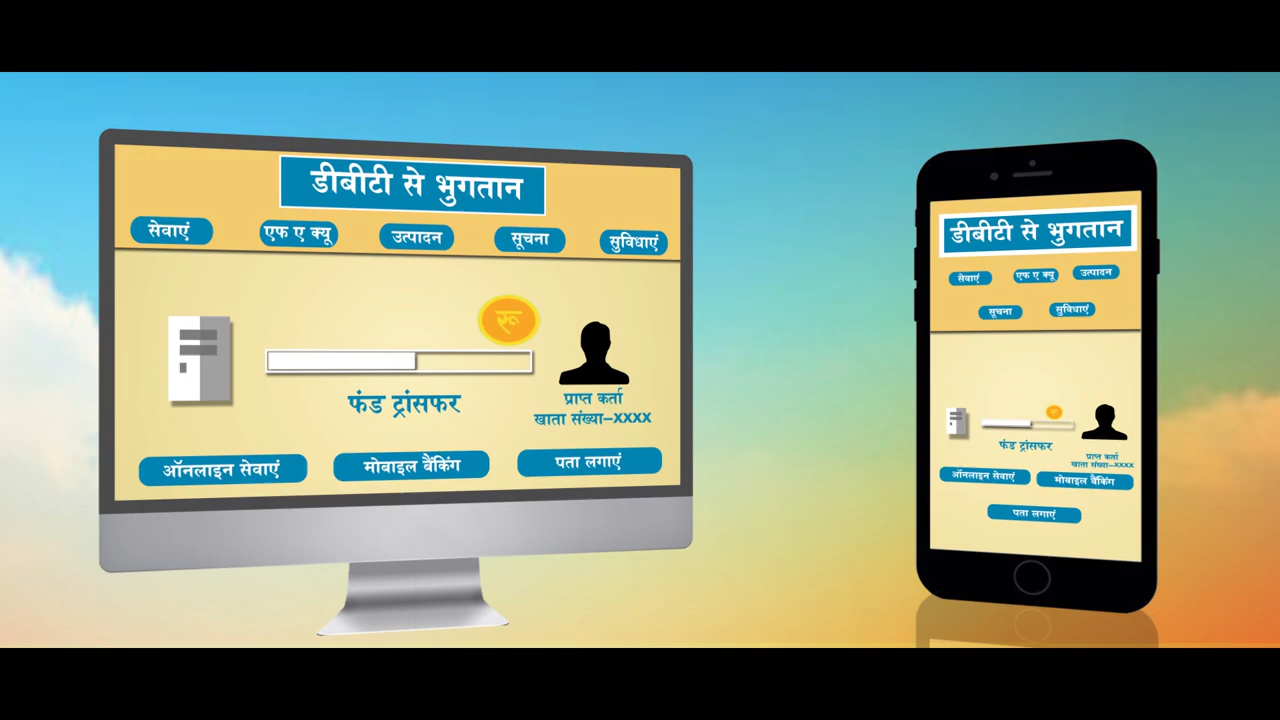 डीबीटी से भुगतान
सेवाएं एफ ए क्यू उत्पादन सूचना सुविधाएं
रू
फंड ट्रांसफर
प्राप्त कर्ता
खाता संख्या–XXXX
ऑनलाइन सेवाएं मोबाइल बैंकिंग पता लगाएं
डीबीटी से भुगतान
सेवाएं एफ ए क्यू उत्पादन
सूचना सुविधाएं
रू
फंड ट्रांसफर
प्राप्त कर्ता
खाता संख्या–XXXX
ऑनलाइन सेवाएं मोबाइल बैंकिंग
पता लगाएं